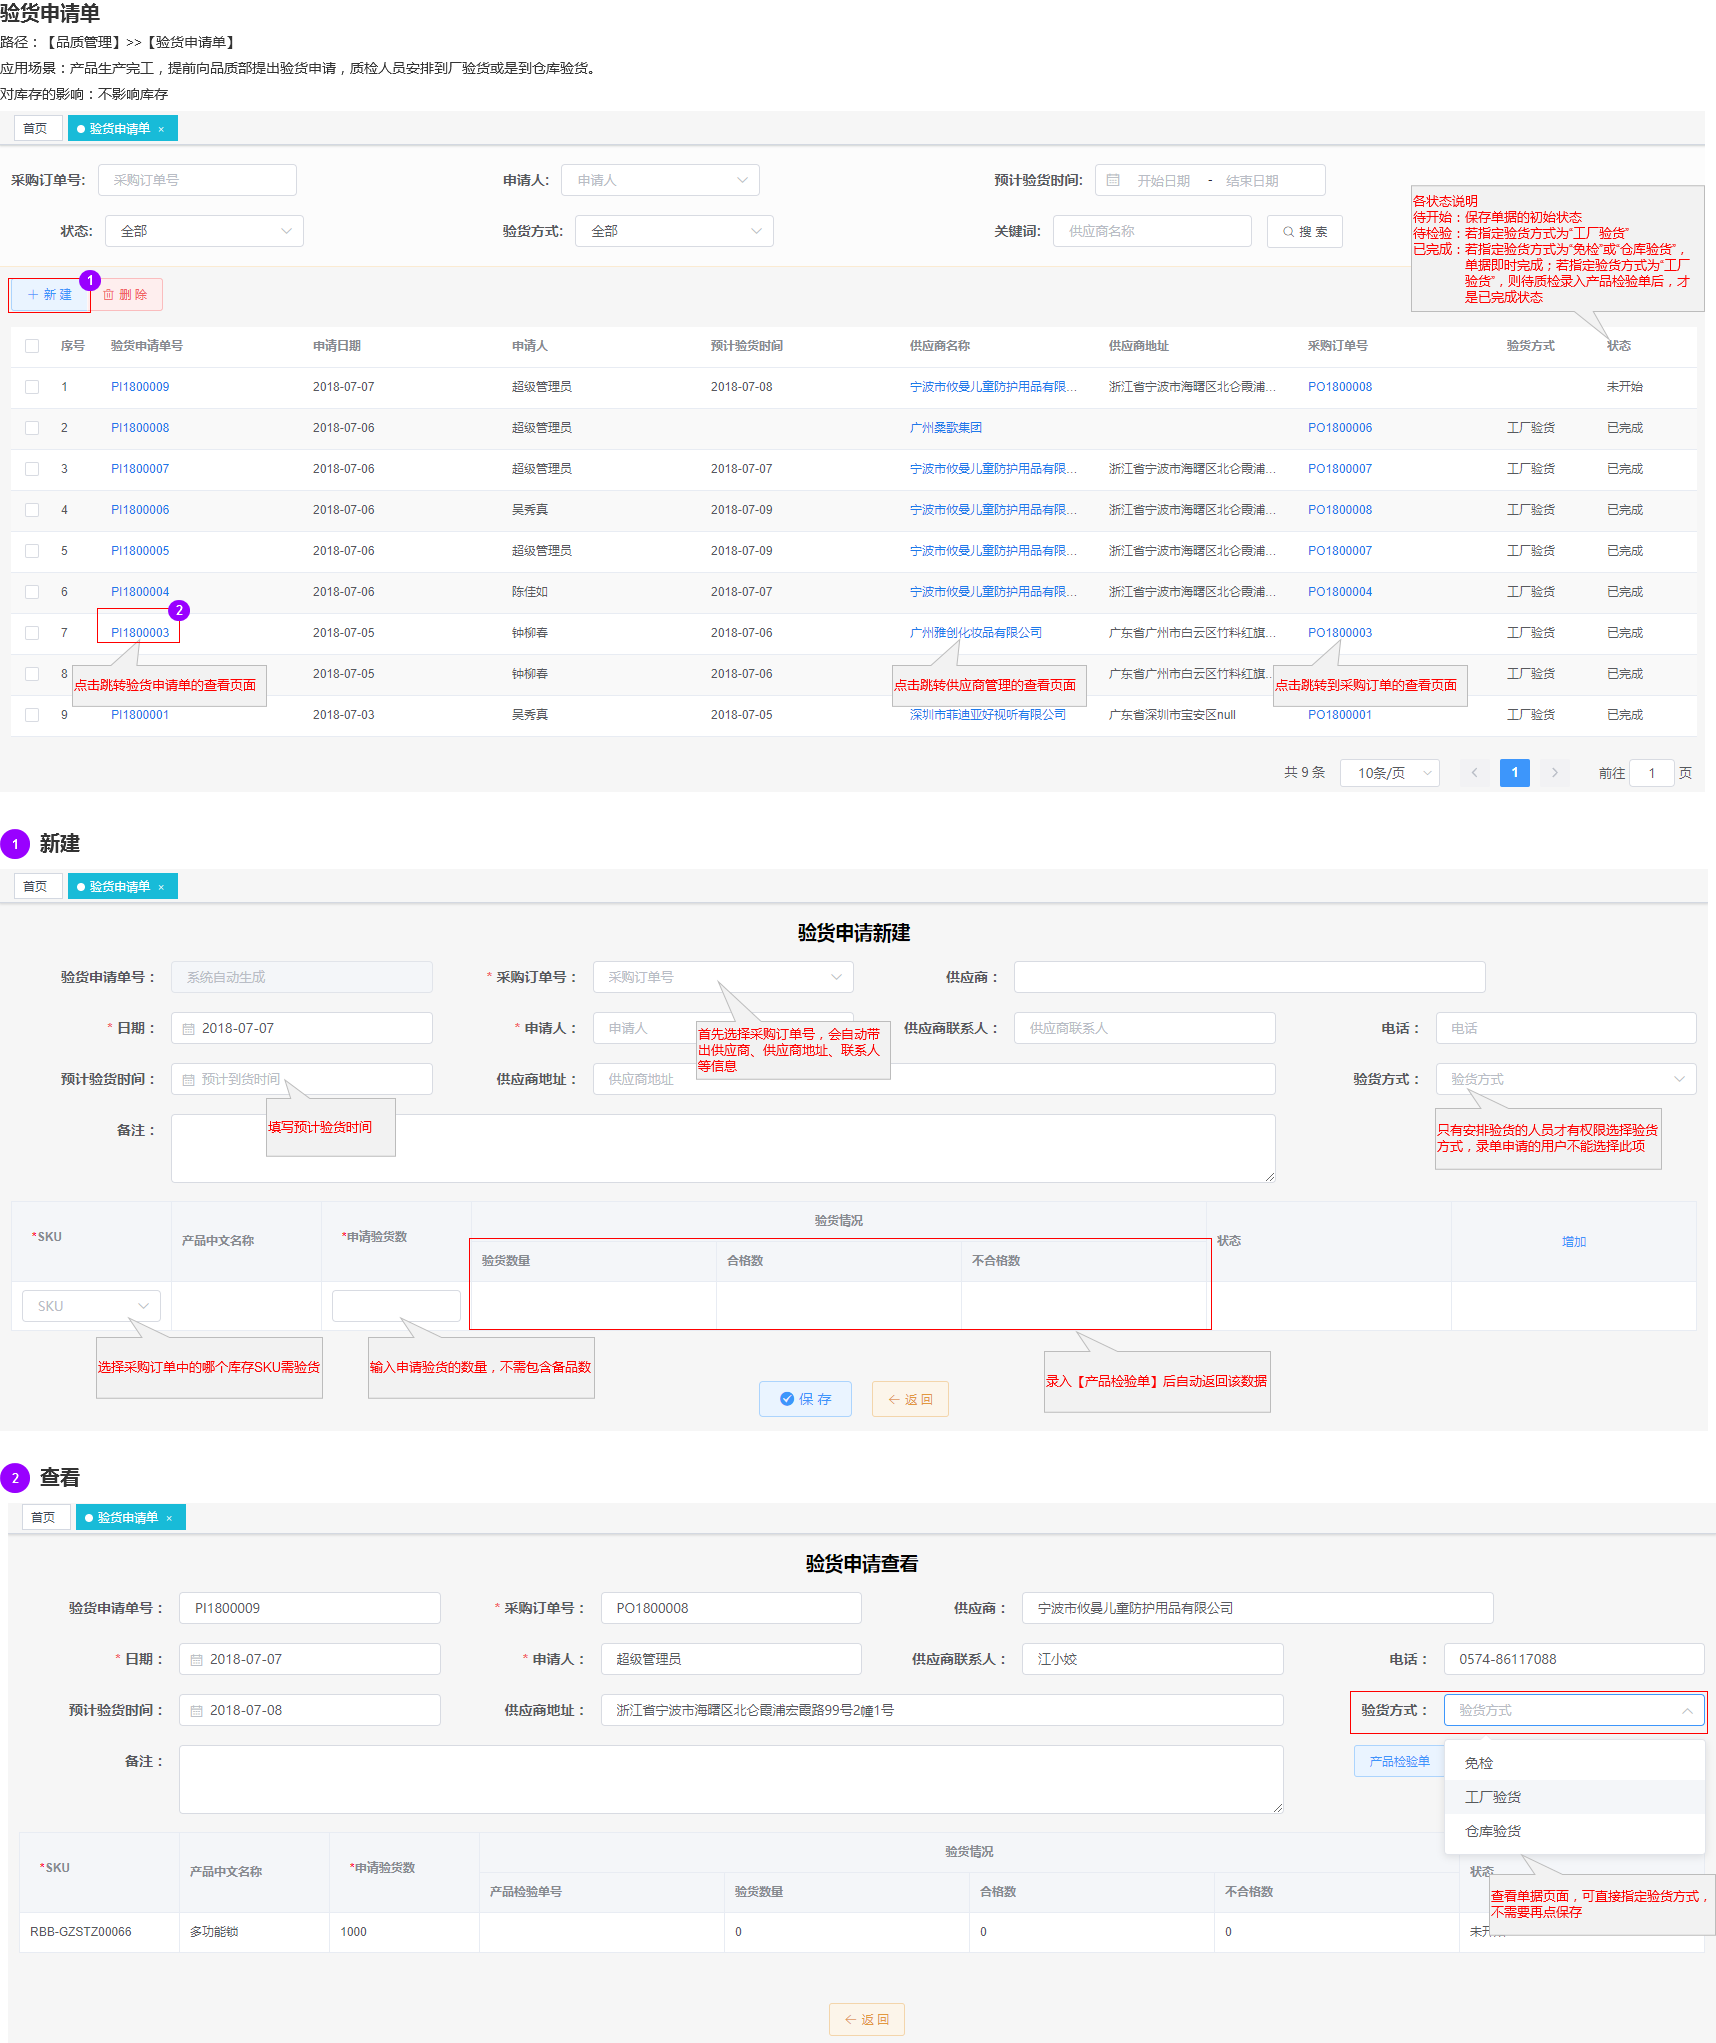 验货申请单
路径：【品质管理】>>【验货申请单】
应用场景：产品生产完工，提前向品质部提出验货申请，质检人员安排到厂验货或是到仓库验货。
对库存的影响：不影响库存
首页 验货申请单 ×
采购订单号: 采购订单号 申请人: 申请人 预计验货时间: 开始日期 - 结束日期
状态: 全部 验货方式: 全部 关键词: 供应商名称 搜索
各状态说明
待开始：保存单据的初始状态
待检验：若指定验货方式为“工厂验货”
已完成：若指定验货方式为“免检”或“仓库验货”，
单据即时完成；若指定验货方式为“工厂
验货”，则待质检录入产品检验单后，才
是已完成状态
新建 1 删除
序号 验货申请单号 申请日期 申请人 预计验货时间 供应商名称 供应商地址 采购订单号 验货方式 状态
1 PI1800009 2018-07-07 超级管理员 2018-07-08 宁波市攸曼儿童防护用品有限... 浙江省宁波市海曙区北仑霞浦... PO1800008 未开始
2 PI1800008 2018-07-06 超级管理员 广州桑歌集团 PO1800006 工厂验货 已完成
3 PI1800007 2018-07-06 超级管理员 2018-07-07 宁波市攸曼儿童防护用品有限... 浙江省宁波市海曙区北仑霞浦... PO1800007 工厂验货 已完成
4 PI1800006 2018-07-06 吴秀真 2018-07-09 宁波市攸曼儿童防护用品有限... 浙江省宁波市海曙区北仑霞浦... PO1800008 工厂验货 已完成
5 PI1800005 2018-07-06 超级管理员 2018-07-09 宁波市攸曼儿童防护用品有限... 浙江省宁波市海曙区北仑霞浦... PO1800007 工厂验货 已完成
6 PI1800004 2018-07-06 陈佳如 2018-07-07 宁波市攸曼儿童防护用品有限... 浙江省宁波市海曙区北仑霞浦... PO1800004 工厂验货 已完成
2
7 PI1800003 2018-07-05 钟柳春 2018-07-06 广州雅创化妆品有限公司 广东省广州市白云区竹料红旗... PO1800003 工厂验货 已完成
8 2018-07-05 钟柳春 2018-07-06 广东省广州市白云区竹料红旗... 工厂验货 已完成
点击跳转验货申请单的查看页面 点击跳转供应商管理的查看页面 点击跳转到采购订单的查看页面
9 PI1800001 2018-07-03 吴秀真 2018-07-05 深圳市菲迪亚好视听有限公司 广东省深圳市宝安区null PO1800001 工厂验货 已完成
共 9 条 10条/页 1 前往 1 页
1 新建
首页 验货申请单 ×
验货申请新建
验货申请单号： 系统自动生成 * 采购订单号： 采购订单号 供应商：
* 日期： 2018-07-07 * 申请人： 申请人 供应商联系人： 供应商联系人 电话： 电话
首先选择采购订单号，会自动带
出供应商、供应商地址、联系人
等信息
预计验货时间： 预计到货时间 供应商地址： 供应商地址 验货方式： 验货方式
填写预计验货时间
备注：
只有安排验货的人员才有权限选择验货
方式，录单申请的用户不能选择此项
*SKU 产品中文名称 *申请验货数 验货情况 状态 增加
验货数量 合格数 不合格数
SKU
选择采购订单中的哪个库存SKU需验货 输入申请验货的数量，不需包含备品数 录入【产品检验单】后自动返回该数据
保存 返回
2 查看
首页 验货申请单 ×
验货申请查看
验货申请单号： PI1800009 * 采购订单号： PO1800008 供应商： 宁波市攸曼儿童防护用品有限公司
* 日期： 2018-07-07 * 申请人： 超级管理员 供应商联系人： 江小姣 电话： 0574-86117088
预计验货时间： 2018-07-08 供应商地址： 浙江省宁波市海曙区北仑霞浦宏霞路99号2幢1号 验货方式： 验货方式
备注： 产品检验单 免检
工厂验货
仓库验货
*SKU 产品中文名称 *申请验货数 验货情况 状态
产品检验单号 验货数量 合格数 不合格数
查看单据页面，可直接指定验货方式，
不需要再点保存
RBB-GZSTZ00066 多功能锁 1000 0 0 0 未开
返回